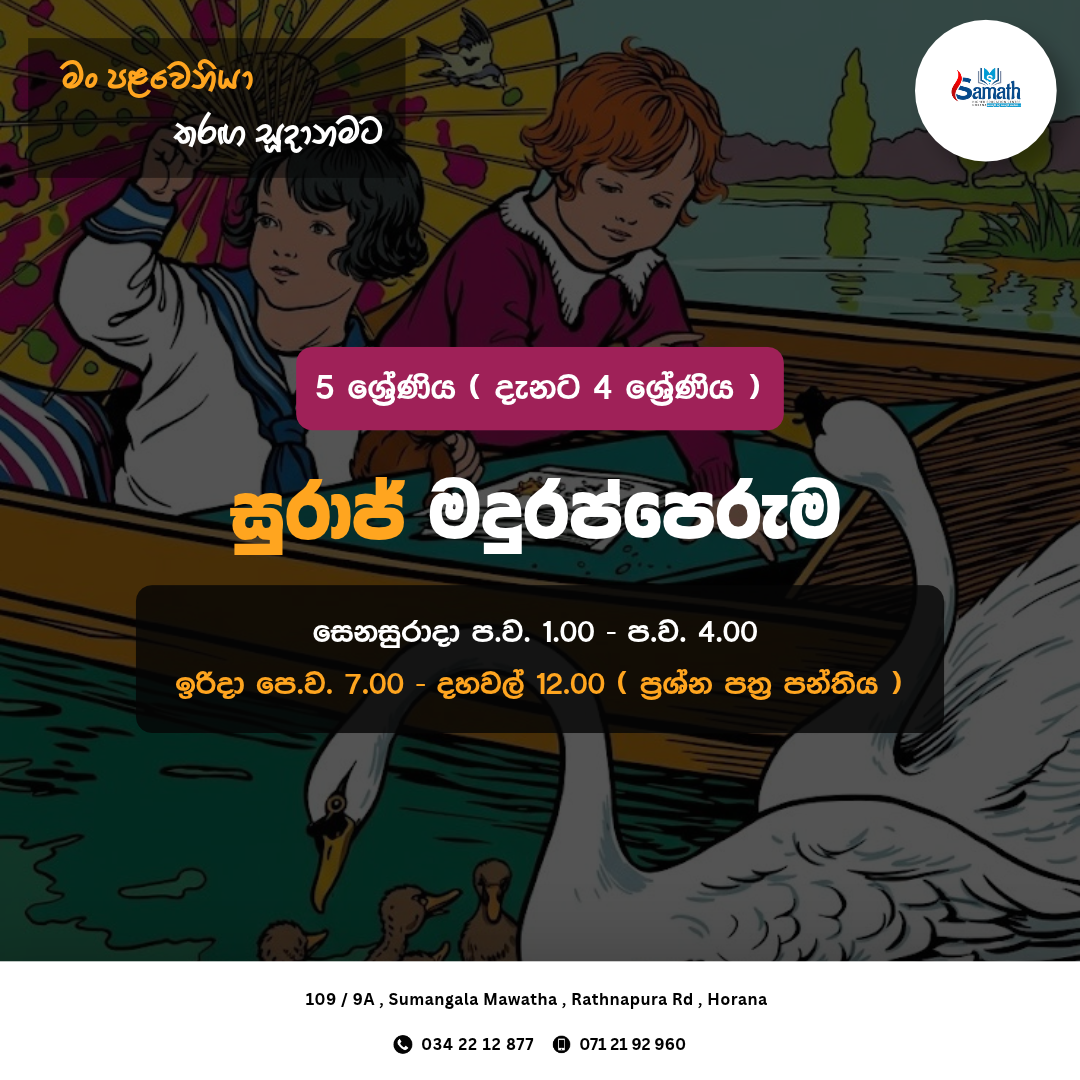 මං පළවෙනියා
තරඟ සූදානමට
Samath
5 ශ්‍රේණිය ( දැනට 4 ශ්‍රේණිය )
සුරාජ් මදුරප්පෙරුම
සෙනසුරාදා ප.ව. 1.00 - ප.ව. 4.00
ඉරිදා පෙ.ව. 7.00 - දහවල් 12.00 ( ප්‍රශ්න පත්‍ර පන්තිය )
109 / 9A , Sumangala Mawatha , Rathnapura Rd , Horana
034 22 12 877 071 21 92 960